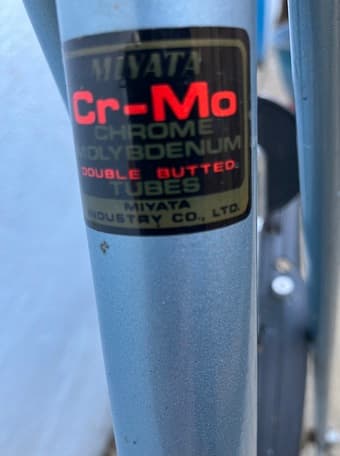 MIYATA
Cr-Mo
CHROME
MOLYBDENUM
DOUBLE BUTTED
TUBES
MIYATA
INDUSTRY CO., LTD.